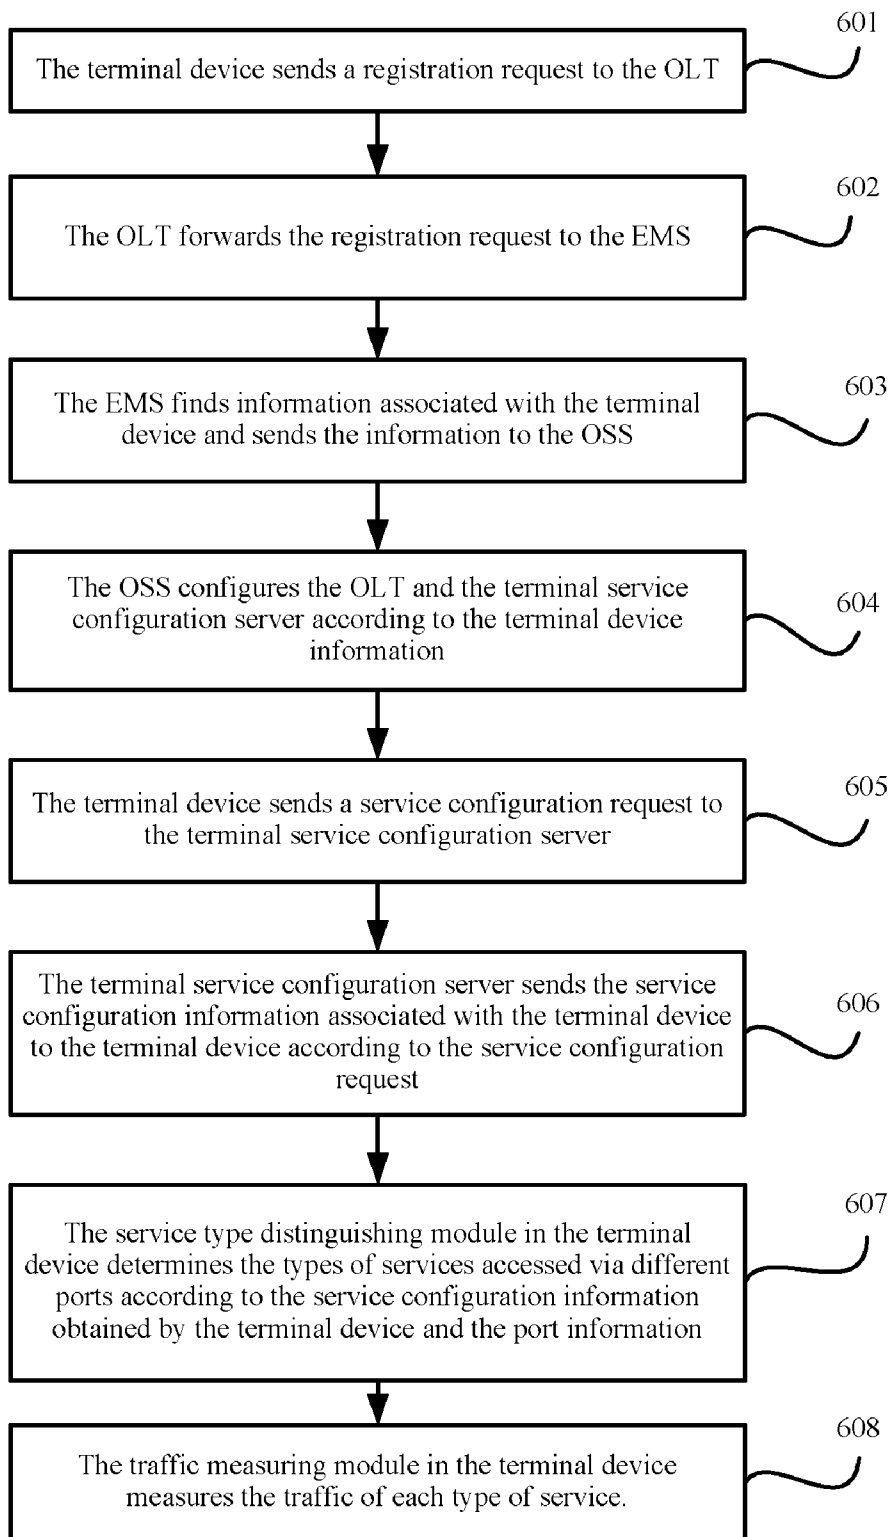 601
The terminal device sends a registration request to the OLT
602
The OLT forwards the registration request to the EMS
603
The EMS finds information associated with the terminal
device and sends the information to the OSS
604
The OSS configures the OLT and the terminal service
configuration server according to the terminal device
information
605
The terminal device sends a service configuration request to
the terminal service configuration server
606
The terminal service configuration server sends the service
configuration information associated with the terminal device
to the terminal device according to the service configuration
request
607
The service type distinguishing module in the terminal
device determines the types of services accessed via different
ports according to the service configuration information
obtained by the terminal device and the port information
608
The traffic measuring module in the terminal device
measures the traffic of each type of service.